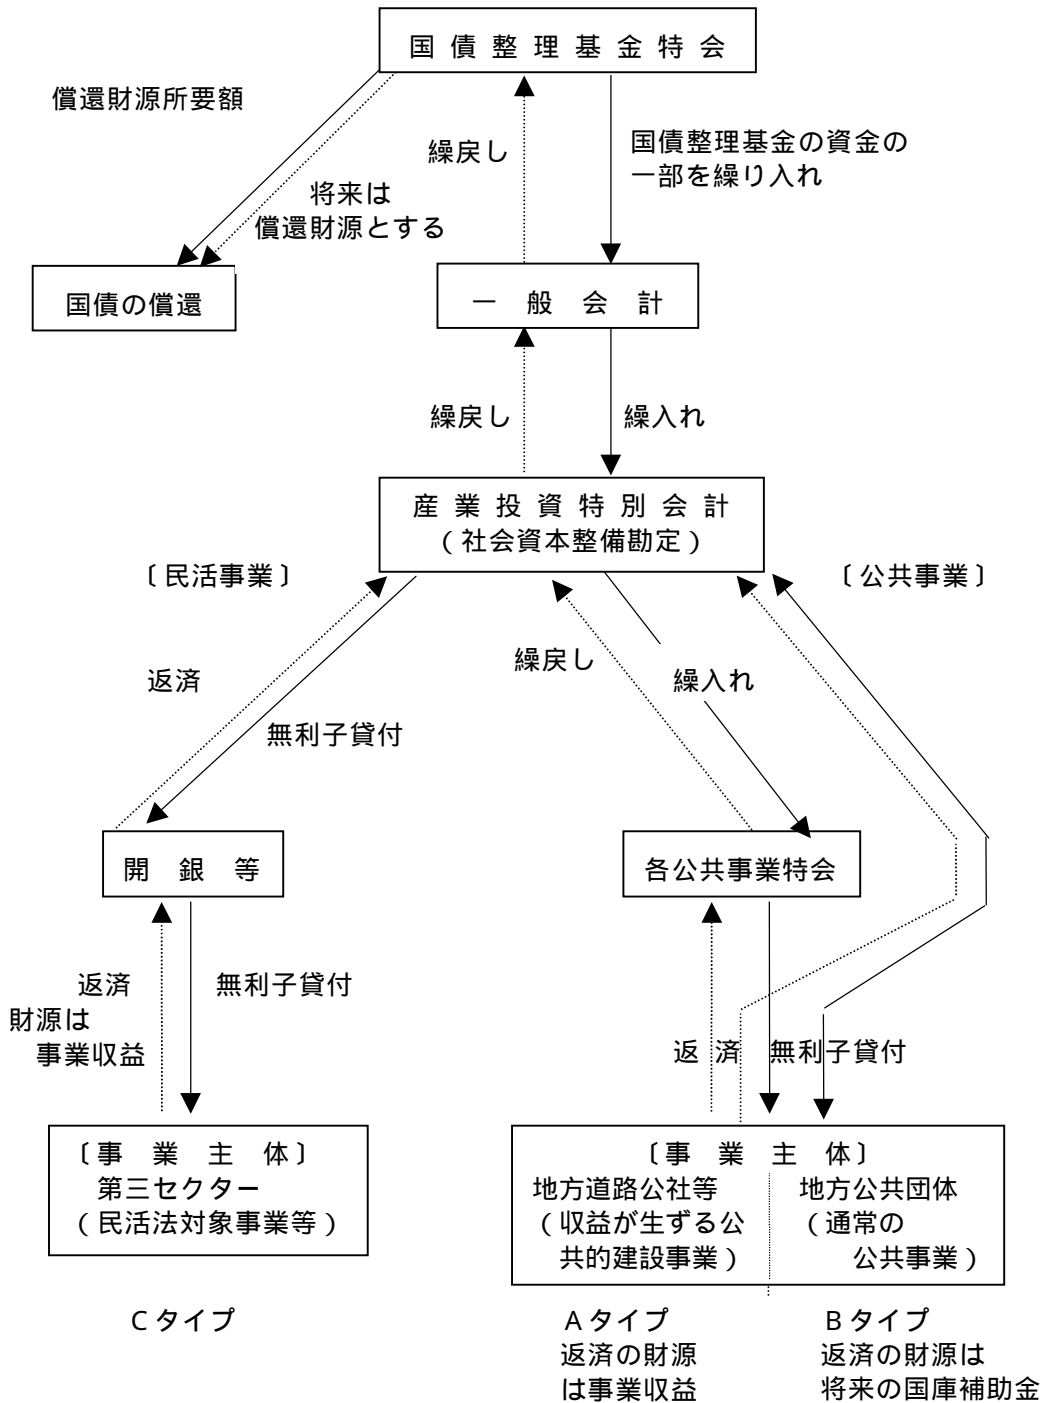 国債整理基金特会
償還財源所要額
繰戻し
国債整理基金の資金の
一部を繰り入れ
将来は
償還財源とする
国債の償還
一般会計
繰戻し
繰入れ
産業投資特別会計
（社会資本整備勘定）
〔民活事業〕
〔公共事業〕
返済
無利子貸付
繰戻し
繰入れ
開銀等
各公共事業特会
返済
財源は
事業収益
無利子貸付
返済
無利子貸付
〔事業主体〕
第三セクター
（民活法対象事業等）
〔事業主体〕
地方道路公社等
（収益が生ずる公
共的建設事業）
地方公共団体
（通常の
公共事業）
Cタイプ
Aタイプ
返済の財源
は事業収益
Bタイプ
返済の財源は
将来の国庫補助金